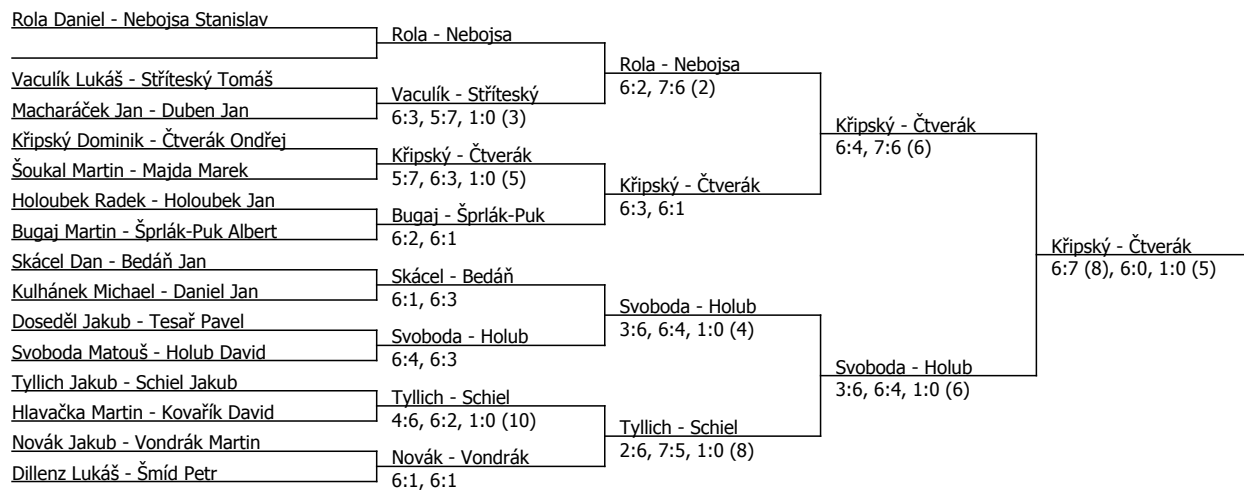 Rola Daniel - Nebojsa Stanislav
Vaculík Lukáš - Stříteský Tomáš
Macharáček Jan - Duben Jan
Křipský Dominik - Čtverák Ondřej
Šoukal Martin - Majda Marek
Holoubek Radek - Holoubek Jan
Bugaj Martin - Šprlák-Puk Albert
Skácel Dan - Bedáň Jan
Kulhánek Michael - Daniel Jan
Doseděl Jakub - Tesař Pavel
Svoboda Matouš - Holub David
Tyllich Jakub - Schiel Jakub
Hlavačka Martin - Kovařík David
Novák Jakub - Vondrák Martin
Dillenz Lukáš - Šmíd Petr
Rola - Nebojsa
Vaculík - Stříteský
6:3, 5:7, 1:0 (3)
Křipský - Čtverák
5:7, 6:3, 1:0 (5)
Bugaj - Šprlák-Puk
6:2, 6:1
Skácel - Bedáň
6:1, 6:3
Svoboda - Holub
6:4, 6:3
Tyllich - Schiel
4:6, 6:2, 1:0 (10)
Novák - Vondrák
6:1, 6:1
Rola - Nebojsa
6:2, 7:6 (2)
Křipský - Čtverák
6:3, 6:1
Svoboda - Holub
3:6, 6:4, 1:0 (4)
Tyllich - Schiel
2:6, 7:5, 1:0 (8)
Křipský - Čtverák
6:4, 7:6 (6)
Svoboda - Holub
3:6, 6:4, 1:0 (6)
Křipský - Čtverák
6:7 (8), 6:0, 1:0 (5)